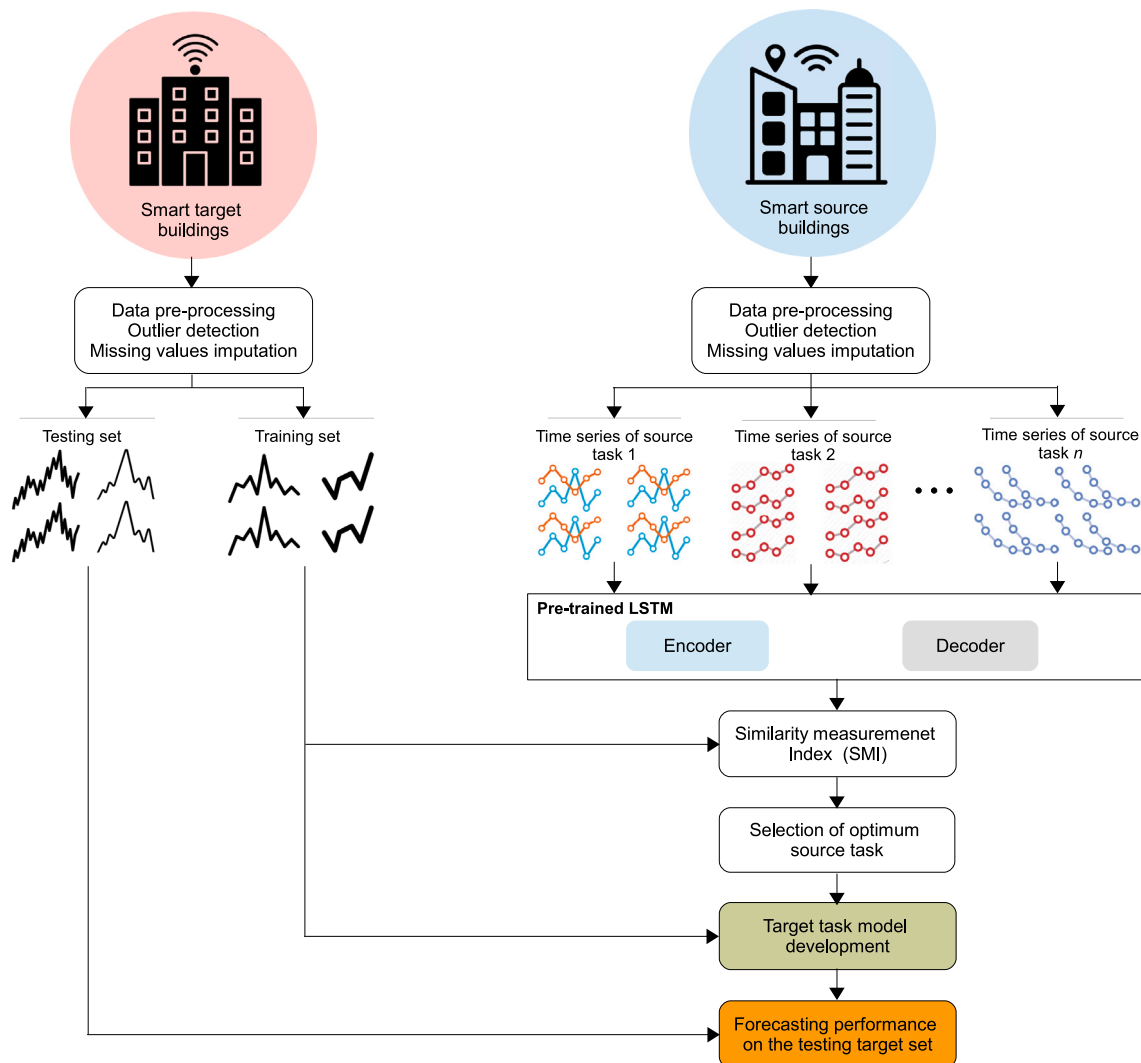 Smart target
buildings
Smart source
buildings
Data pre-processing
Outlier detection
Missing values imputation
Data pre-processing
Outlier detection
Missing values imputation
Testing set
Training set
Time series of source
task 1
Time series of source
task 2
Time series of source
task n
Pre-trained LSTM
Encoder
Decoder
Similarity measuremenet
Index (SMI)
Selection of optimum
source task
Target task model
development
Forecasting performance
on the testing target set